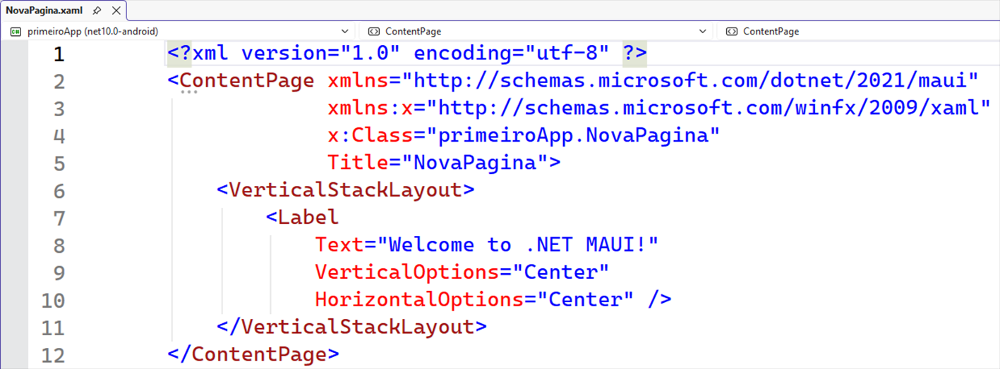 NovaPagina.xaml
primeiroApp (net10.0-android) ContentPage ContentPage
1 <?xml version="1.0" encoding="utf-8" ?>
2 <ContentPage xmlns="http://schemas.microsoft.com/dotnet/2021/maui"
3 xmlns:x="http://schemas.microsoft.com/winfx/2009/xaml"
4 x:Class="primeiroApp.NovaPagina"
5 Title="NovaPagina">
6 <VerticalStackLayout>
7 <Label
8 Text="Welcome to .NET MAUI!"
9 VerticalOptions="Center"
10 HorizontalOptions="Center" />
11 </VerticalStackLayout>
12 </ContentPage>